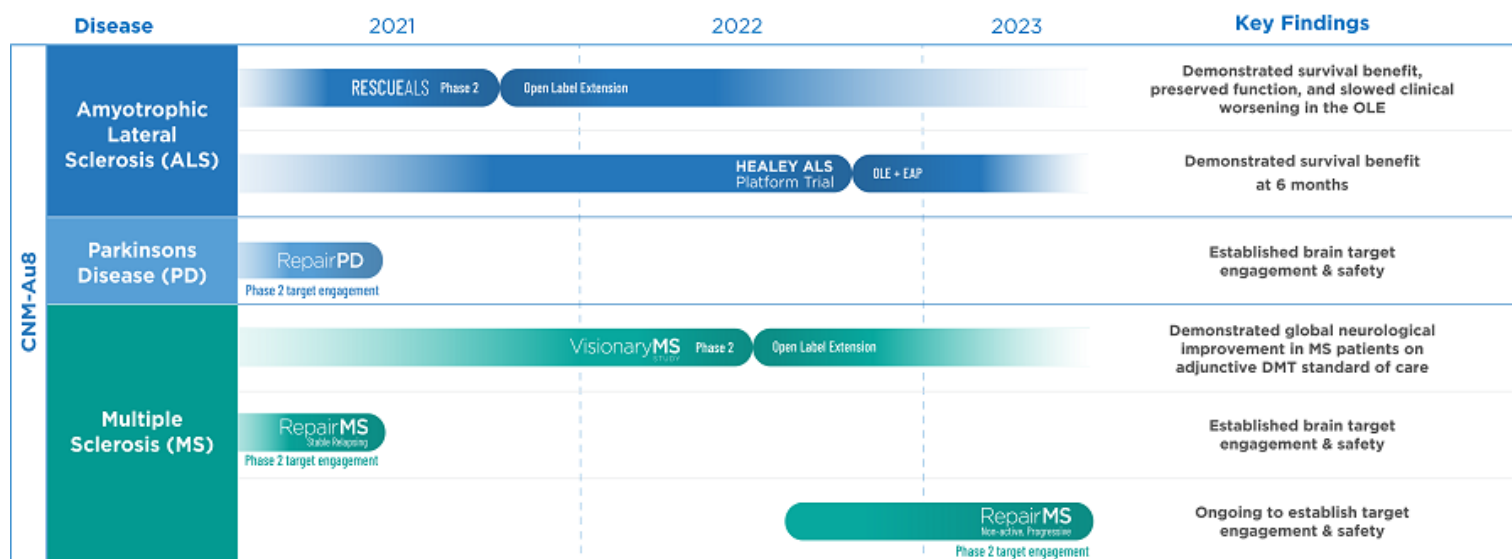 Disease 2021 2022 2023 Key Findings
CNM-Au8
Amyotrophic
Lateral
Sclerosis (ALS)
RESCUEALS Phase 2
Open Label Extension
Demonstrated survival benefit,
preserved function, and slowed clinical
worsening in the OLE
HEALEY ALS
Platform Trial
OLE + EAP
Demonstrated survival benefit
at 6 months
Parkinsons
Disease (PD)
RepairPD
Phase 2 target engagement
Established brain target
engagement & safety
Multiple
Sclerosis (MS)
VisionaryMS Phase 2
STUDY
Open Label Extension
Demonstrated global neurological
improvement in MS patients on
adjunctive DMT standard of care
RepairMS
Stable Relapsing
Phase 2 target engagement
Established brain target
engagement & safety
RepairMS
Non-active, Progressive
Phase 2 target engagement
Ongoing to establish target
engagement & safety